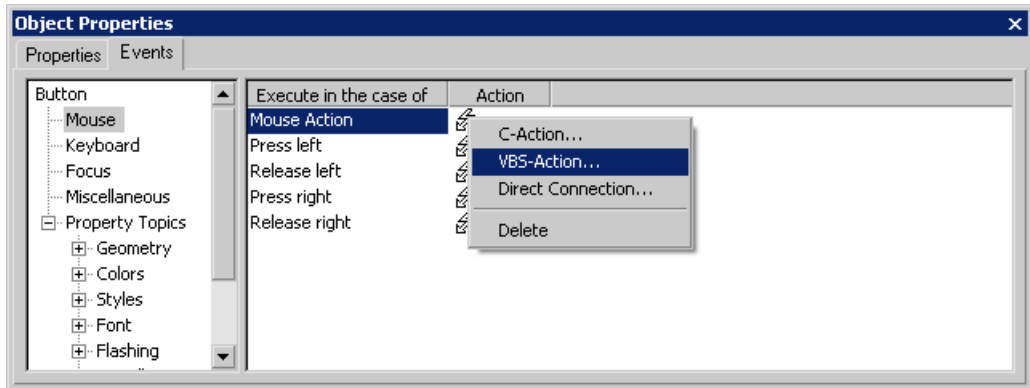 Object Properties
Properties Events
Button
Mouse
Keyboard
Focus
Miscellaneous
Property Topics
Geometry
Colors
Styles
Font
Flashing
Execute in the case of Action
Mouse Action
Press left
Release left
Press right
Release right
C-Action...
VBS-Action...
Direct Connection...
Delete